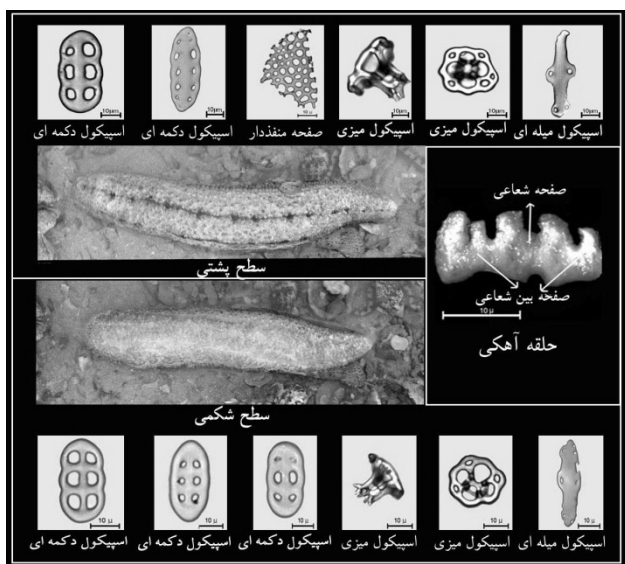 10µm 10µm 10 µ 10µm 10µm 10µm
اسپیکول دکمه ای اسپیکول دکمه ای صفحه منفذدار اسپیکول میزی اسپیکول میزی اسپیکول میله ای
صفحه شعاعی
سطح پشتی
صفحه بین شعاعی
10 µ
حلقه آهکی
سطح شکمی
10 µ 10 µ 10 µ 10 µ 10 µ 10 µ
اسپیکول دکمه ای اسپیکول دکمه ای اسپیکول دکمه ای اسپیکول میزی اسپیکول میزی اسپیکول میله ای